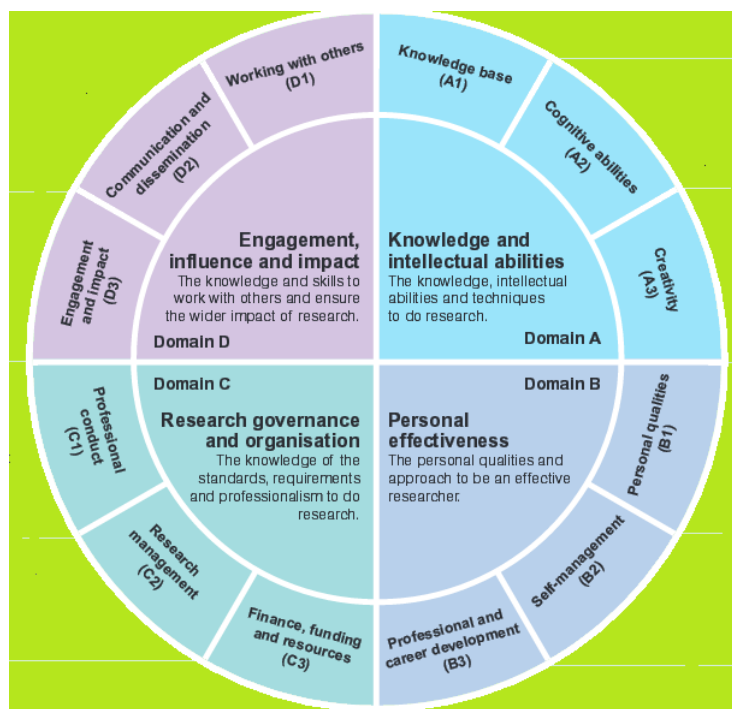 Working with others
(D1)
Knowledge base
(A1)
Communication and
dissemination
(D2)
Cognitive abilities
(A2)
Engagement
and impact
(D3)
Creativity
(A3)
Engagement,
influence and impact
The knowledge and skills to
work with others and ensure
the wider impact of research.
Domain D
Knowledge and
intellectual abilities
The knowledge, intellectual
abilities and techniques
to do research.
Domain A
Domain C
Research governance
and organisation
The knowledge of the
standards, requirements
and professionalism to do
research.
Domain B
Personal
effectiveness
The personal qualities and
approach to be an effective
researcher.
Professional
conduct
(C1)
Personal qualities
(B1)
Research
management
(C2)
Self-management
(B2)
Finance, funding
and resources
(C3)
Professional and
career development
(B3)